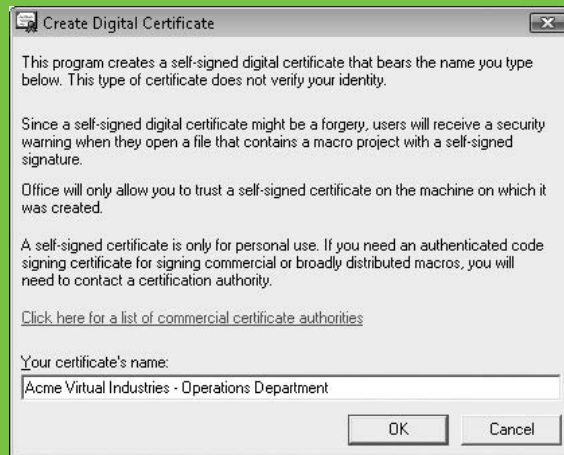 Create Digital Certificate
This program creates a self-signed digital certificate that bears the name you type
below. This type of certificate does not verify your identity.
Since a self-signed digital certificate might be a forgery, users will receive a security
warning when they open a file that contains a macro project with a self-signed
signature.
Office will only allow you to trust a self-signed certificate on the machine on which it
was created.
A self-signed certificate is only for personal use. If you need an authenticated code
signing certificate for signing commercial or broadly distributed macros, you will
need to contact a certification authority.
Click here for a list of commercial certificate authorities
Your certificate's name:
Acme Virtual Industries - Operations Department
OK Cancel